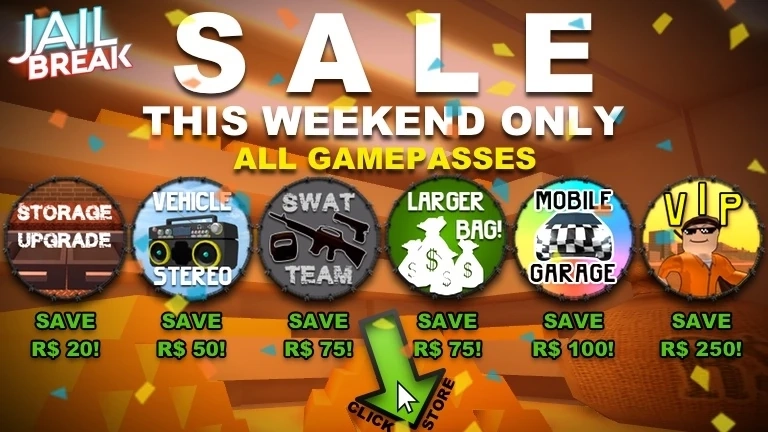 JAIL
BREAK
SALE
THIS WEEKEND ONLY
ALL GAMEPASSES
STORAGE
UPGRADE
VEHICLE
STEREO
SWAT
TEAM
LARGER
BAG!
$ $ $ $
MOBILE
GARAGE
VIP
SAVE
R$ 20!
SAVE
R$ 50!
SAVE
R$ 75!
SAVE
R$ 75!
SAVE
R$ 100!
SAVE
R$ 250!
CLICK
STORE